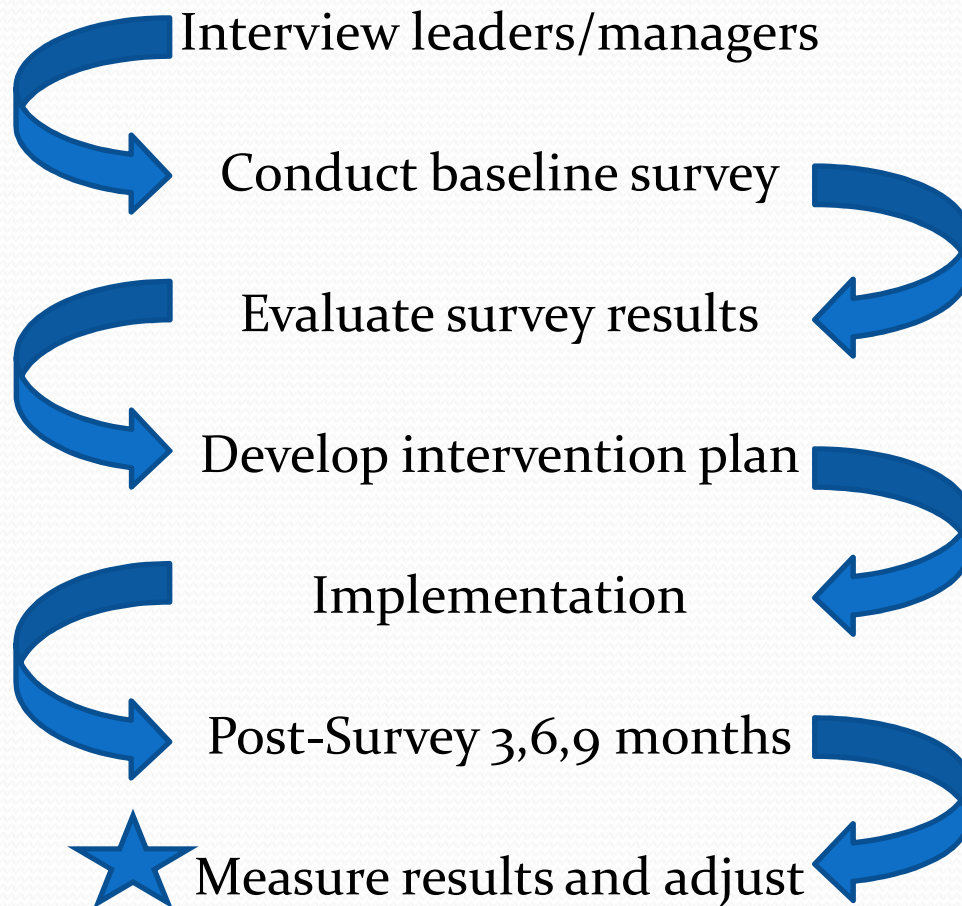 Interview leaders/managers
Conduct baseline survey
Evaluate survey results
Develop intervention plan
Implementation
Post-Survey 3,6,9 months
Measure results and adjust